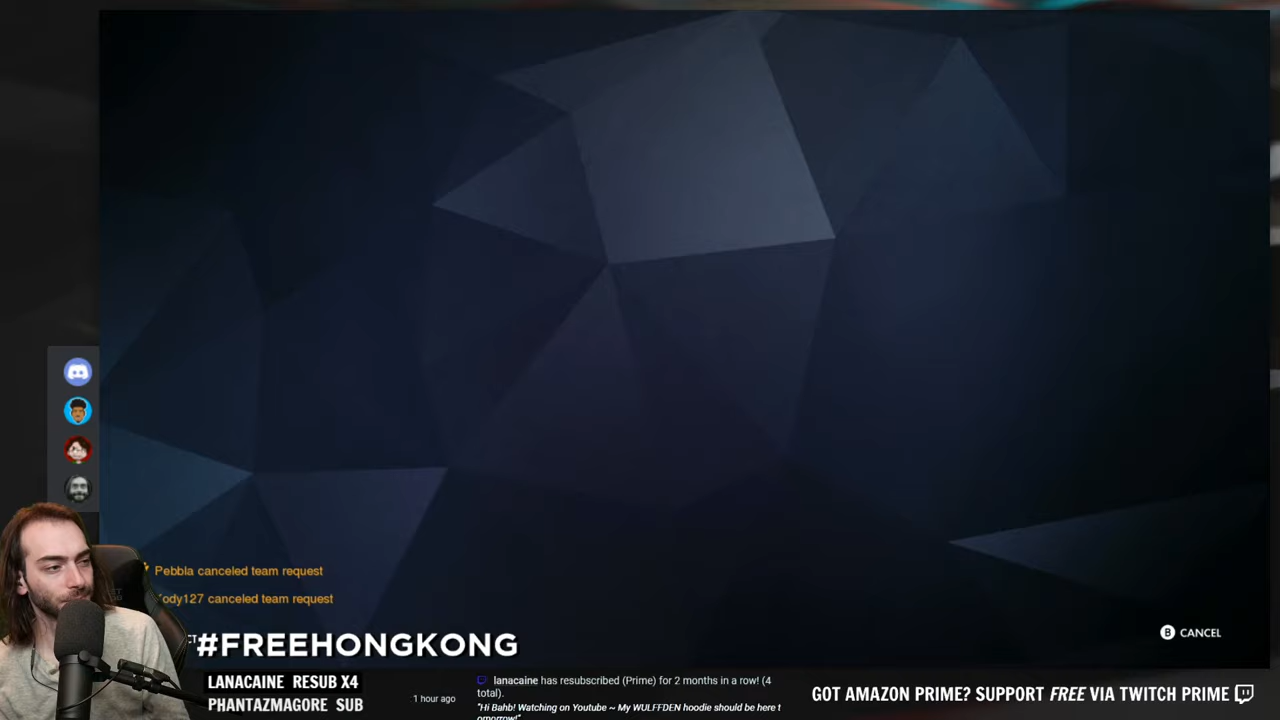 Pebbla canceled team request
ody127 canceled team request
#FREEHONGKONG
B CANCEL
LANACAINE RESUB X4
PHANTAZMAGORE SUB
1 hour ago
lanacaine has resubscribed (Prime) for 2 months in a row! (4
total).
"Hi Bahb! Watching on Youtube ~ My WULFFDEN hoodie should be here t
omorrow!"
GOT AMAZON PRIME? SUPPORT FREE VIA TWITCH PRIME